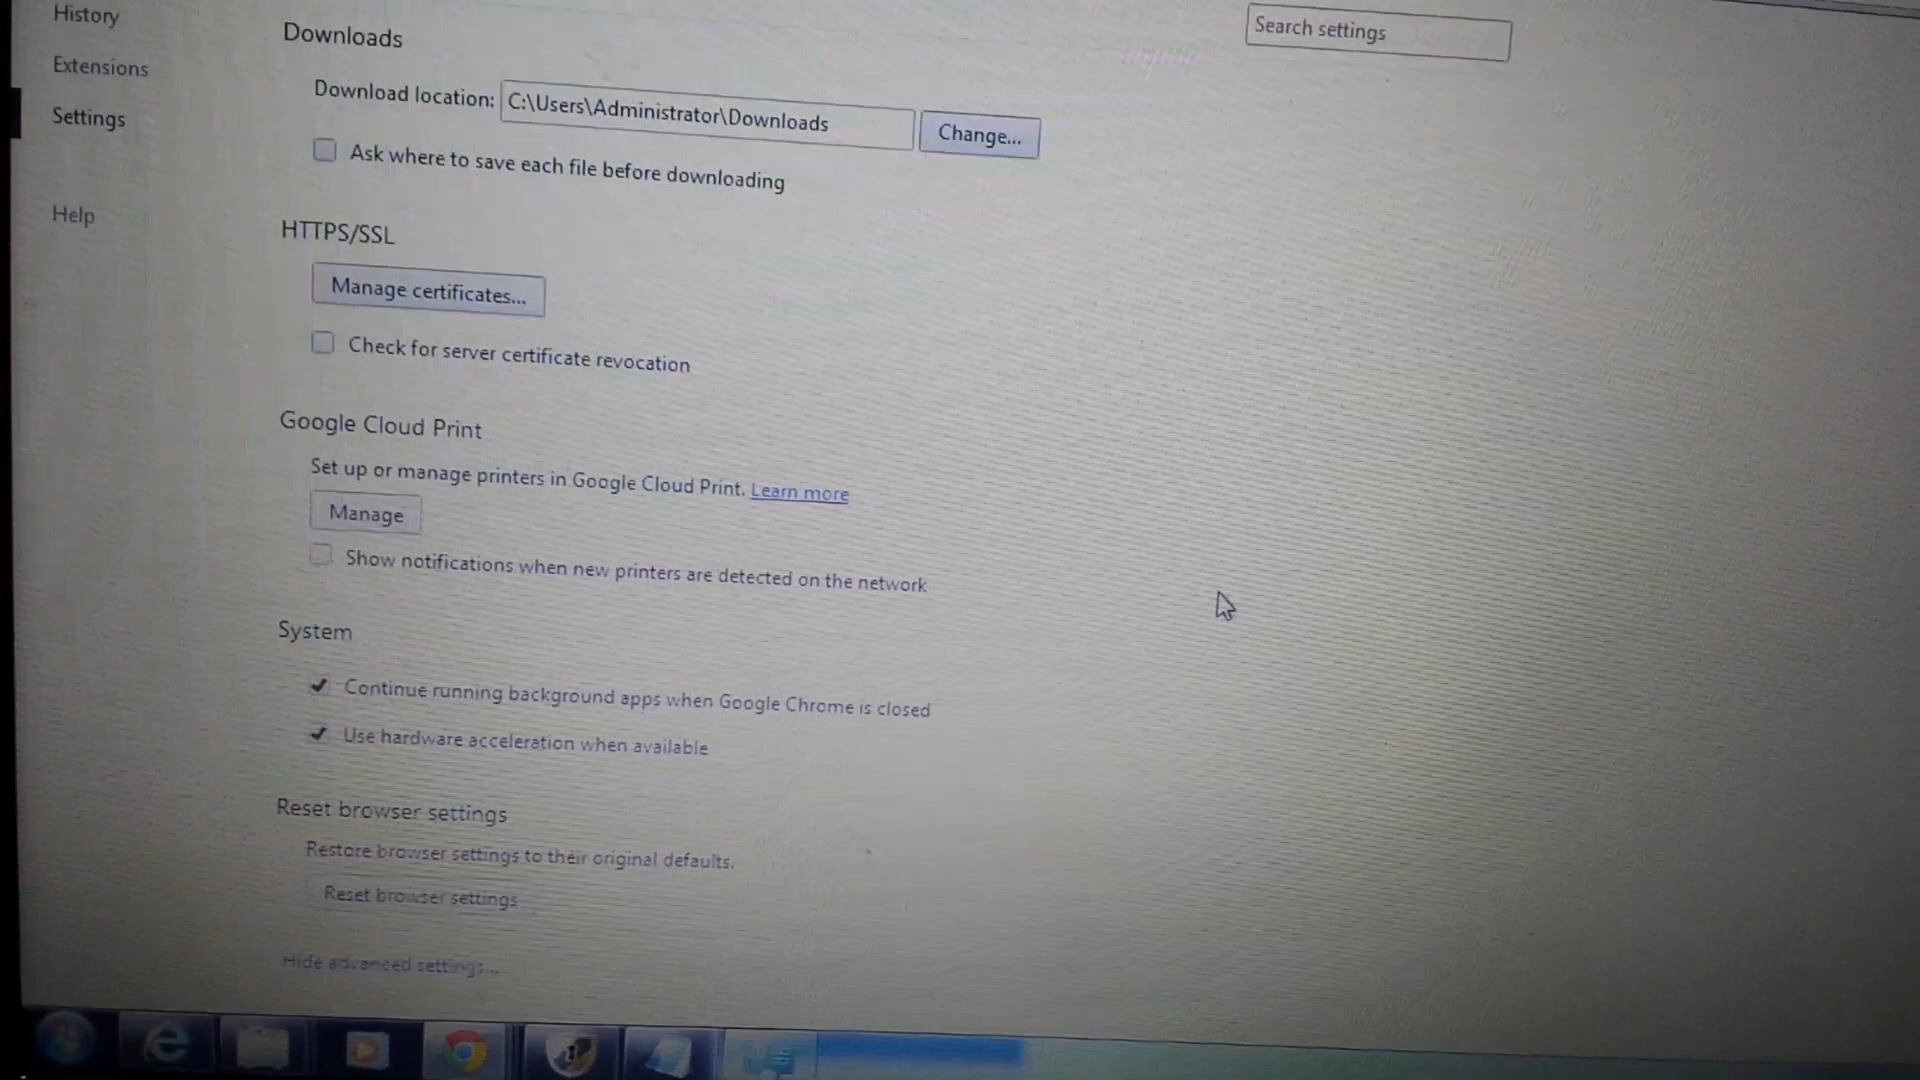 History
Extensions
Settings
Help
Search settings
Downloads
Download location: C:\Users\Administrator\Downloads Change...
Ask where to save each file before downloading
HTTPS/SSL
Manage certificates...
Check for server certificate revocation
Google Cloud Print
Set up or manage printers in Google Cloud Print. Learn more
Manage
Show notifications when new printers are detected on the network
System
Continue running background apps when Google Chrome is closed
Use hardware acceleration when available
Reset browser settings
Restore browser settings to their original defaults.
Reset browser settings
Hide advanced settings...